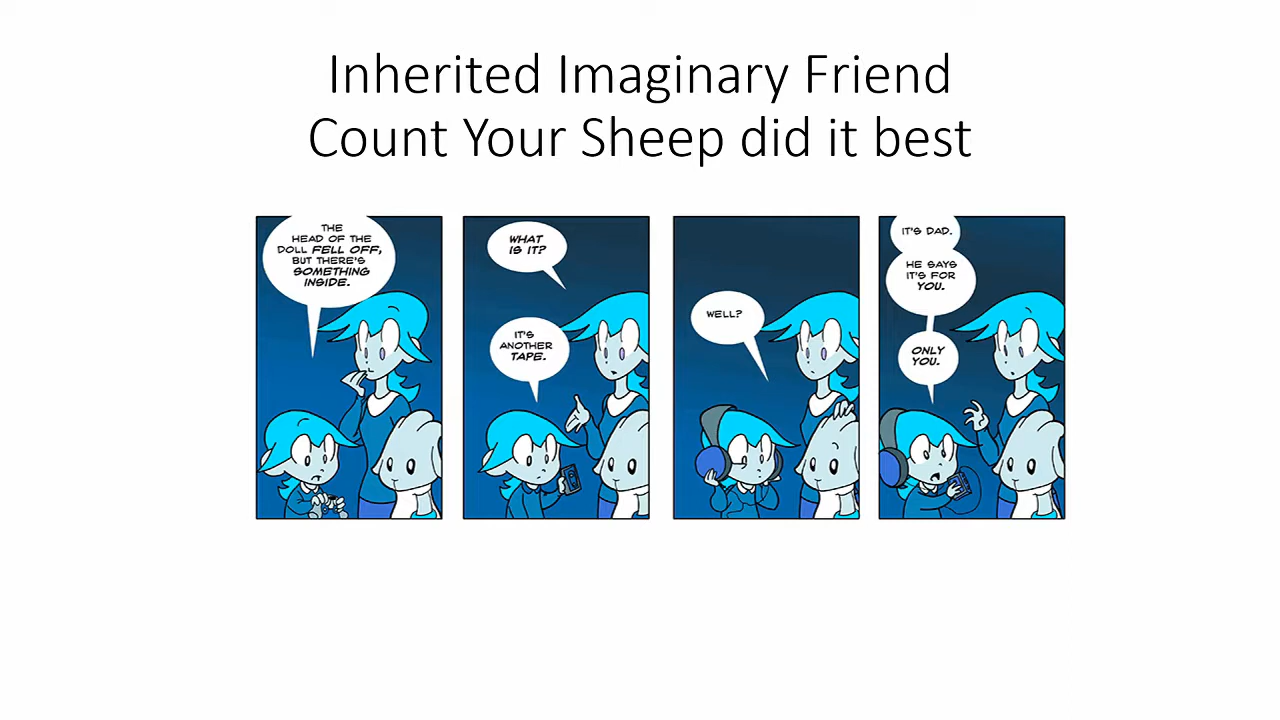 Inherited Imaginary Friend
Count Your Sheep did it best
THE
HEAD OF THE
DOLL FELL OFF,
BUT THERE'S
SOMETHING
INSIDE.
WHAT
IS IT?
IT'S
ANOTHER
TAPE.
WELL?
IT'S DAD.
HE SAYS
IT'S FOR
YOU.
ONLY
YOU.